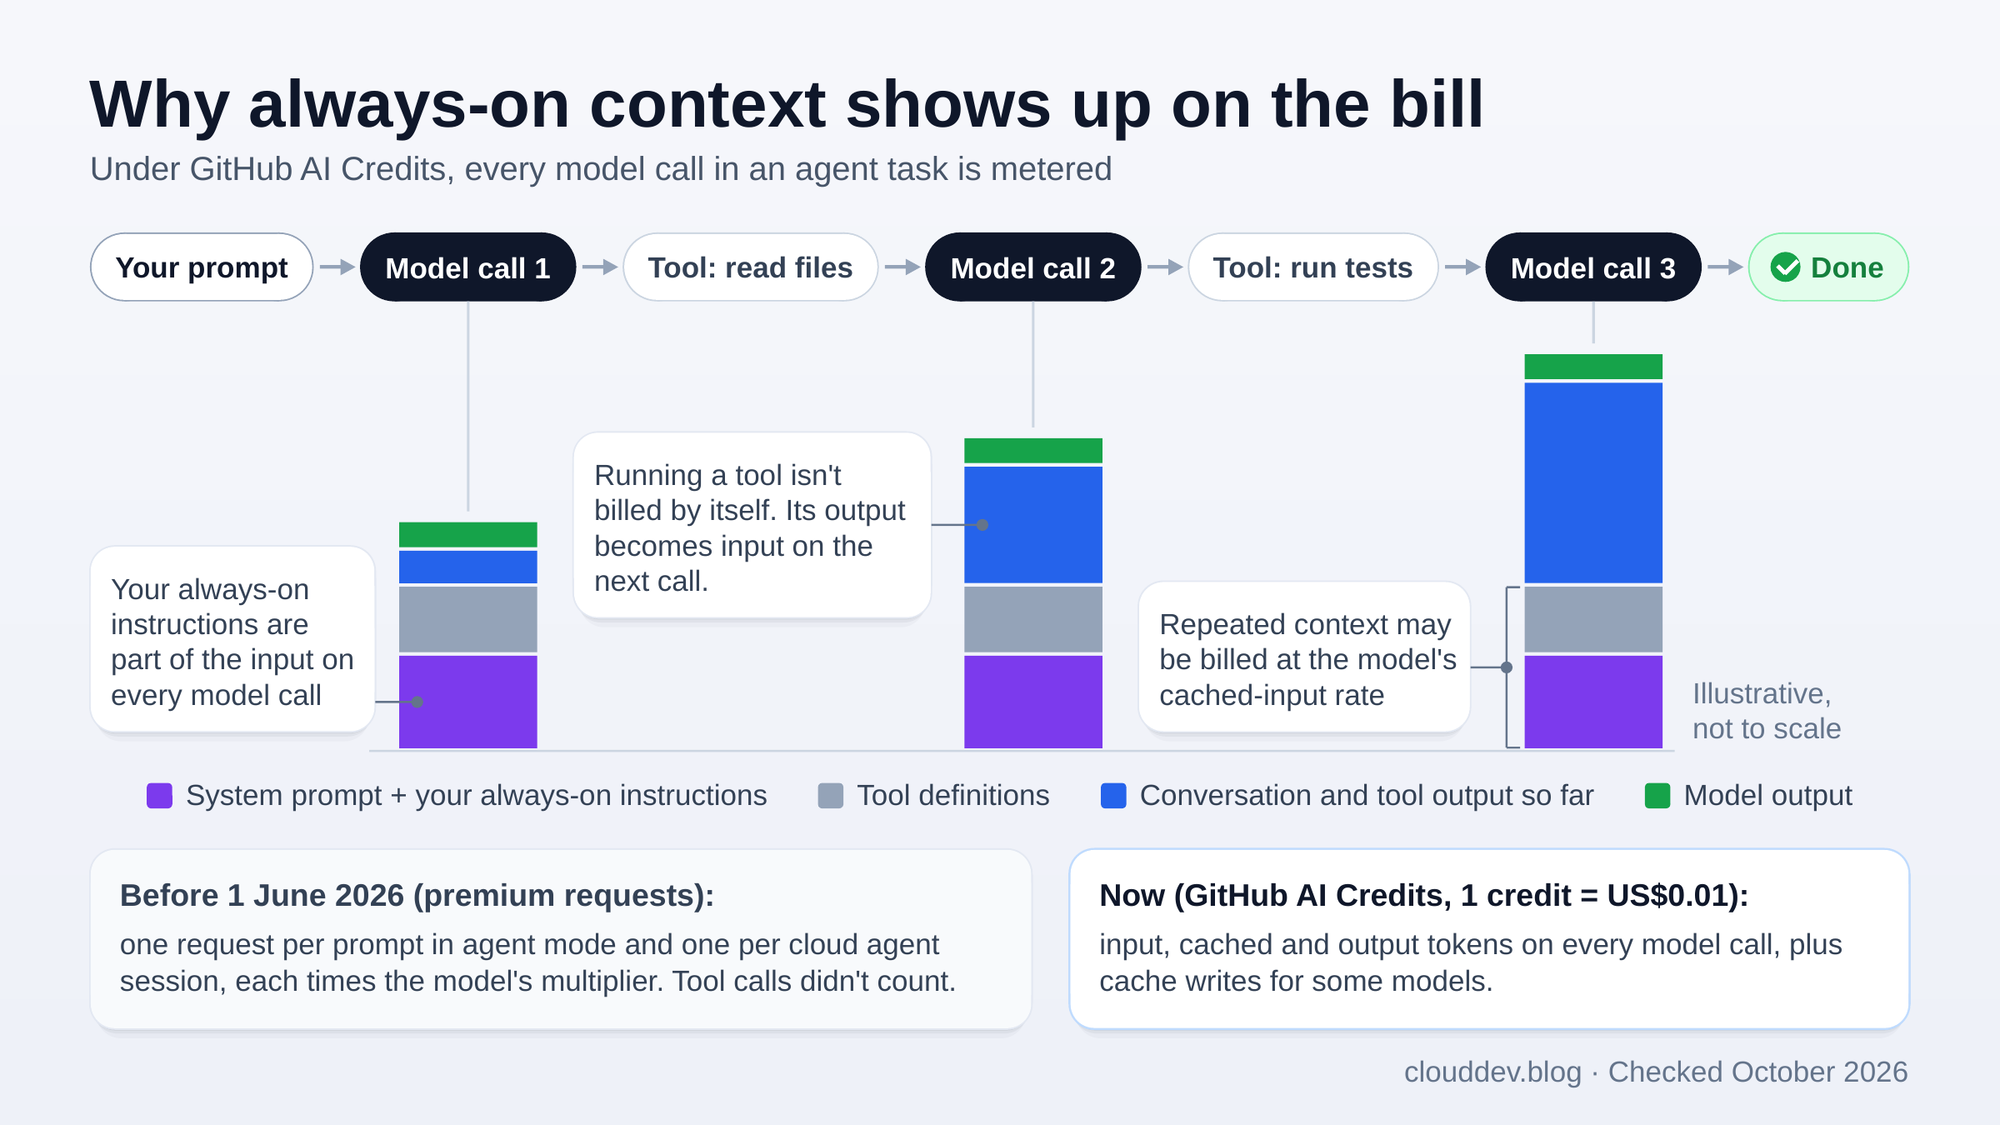 Why always-on context shows up on the bill
Under GitHub AI Credits, every model call in an agent task is metered
Your prompt
Model call 1
Tool: read files
Model call 2
Tool: run tests
Model call 3
Done
Your always-on
instructions are
part of the input on
every model call
Running a tool isn't
billed by itself. Its output
becomes input on the
next call.
Repeated context may
be billed at the model's
cached-input rate
Illustrative,
not to scale
System prompt + your always-on instructions
Tool definitions
Conversation and tool output so far
Model output
Before 1 June 2026 (premium requests):
one request per prompt in agent mode and one per cloud agent
session, each times the model's multiplier. Tool calls didn't count.
Now (GitHub AI Credits, 1 credit = US$0.01):
input, cached and output tokens on every model call, plus
cache writes for some models.
clouddev.blog · Checked October 2026